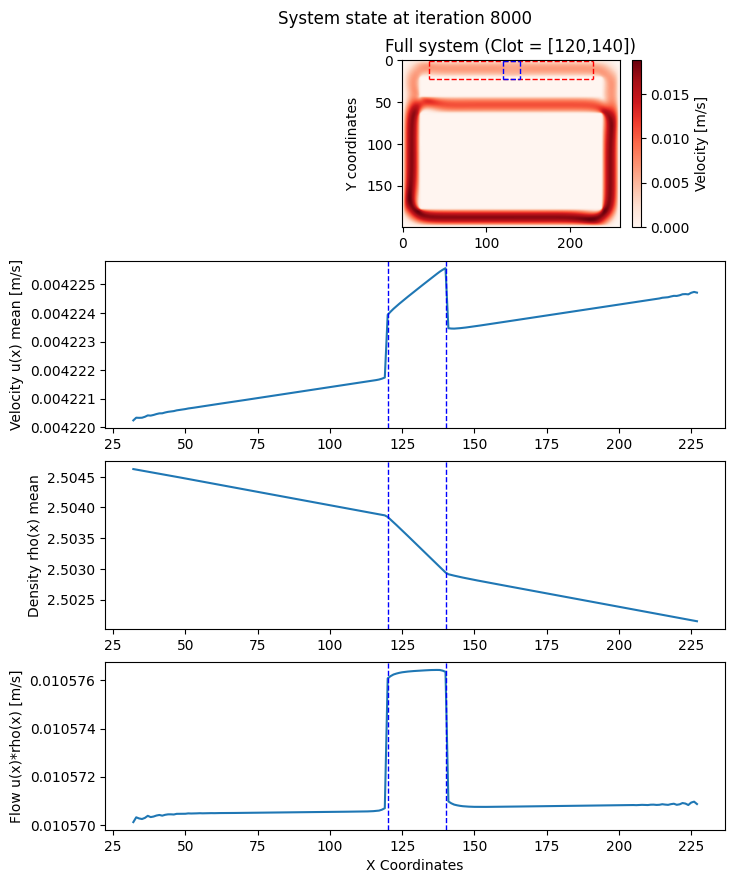 System state at iteration 8000
Full system (Clot = [120,140])
Y coordinates
0
50
100
150
0 100 200
0.015
0.010
0.005
0.000
Velocity [m/s]
Velocity u(x) mean [m/s]
0.004225
0.004224
0.004223
0.004222
0.004221
0.004220
25 50 75 100 125 150 175 200 225
Density rho(x) mean
2.5045
2.5040
2.5035
2.5030
2.5025
25 50 75 100 125 150 175 200 225
Flow u(x)*rho(x) [m/s]
0.010576
0.010574
0.010572
0.010570
25 50 75 100 125 150 175 200 225
X Coordinates